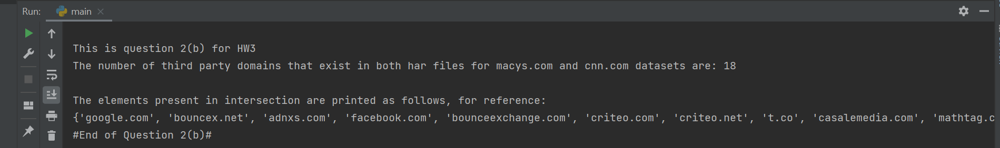 Run: main
This is question 2(b) for HW3
The number of third party domains that exist in both har files for macys.com and cnn.com datasets are: 18
The elements present in intersection are printed as follows, for reference:
{'google.com', 'bouncex.net', 'adnxs.com', 'facebook.com', 'bounceexchange.com', 'criteo.com', 'criteo.net', 't.co', 'casalemedia.com', 'mathtag.c
#End of Question 2(b)#